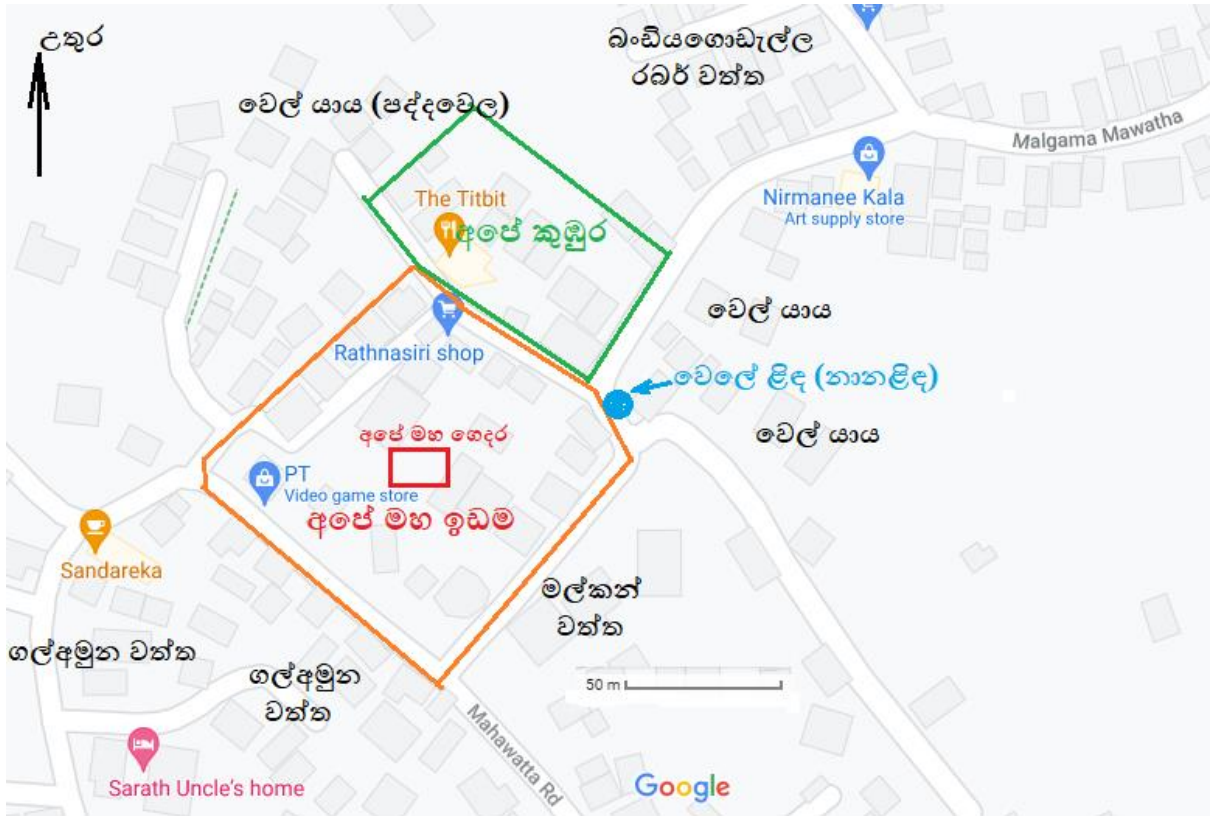 උතුර
බංඩියගොඩැල්ල
රබර් වත්ත
වෙල් යාය (පද්දවෙල)
Malgama Mawatha
Nirmanee Kala
Art supply store
The Titbit
අපේ කුඹුර
වෙල් යාය
Rathnasiri shop
වෙලේ ළිඳ (නානළිඳ)
අපේ මහ ගෙදර
වෙල් යාය
PT
Video game store
අපේ මහ ඉඩම
Sandareka
මල්කන්
වත්ත
ගල්අමුන වත්ත
ගල්අමුන
වත්ත
50 m
Mahawatta Rd
Sarath Uncle's home
Google